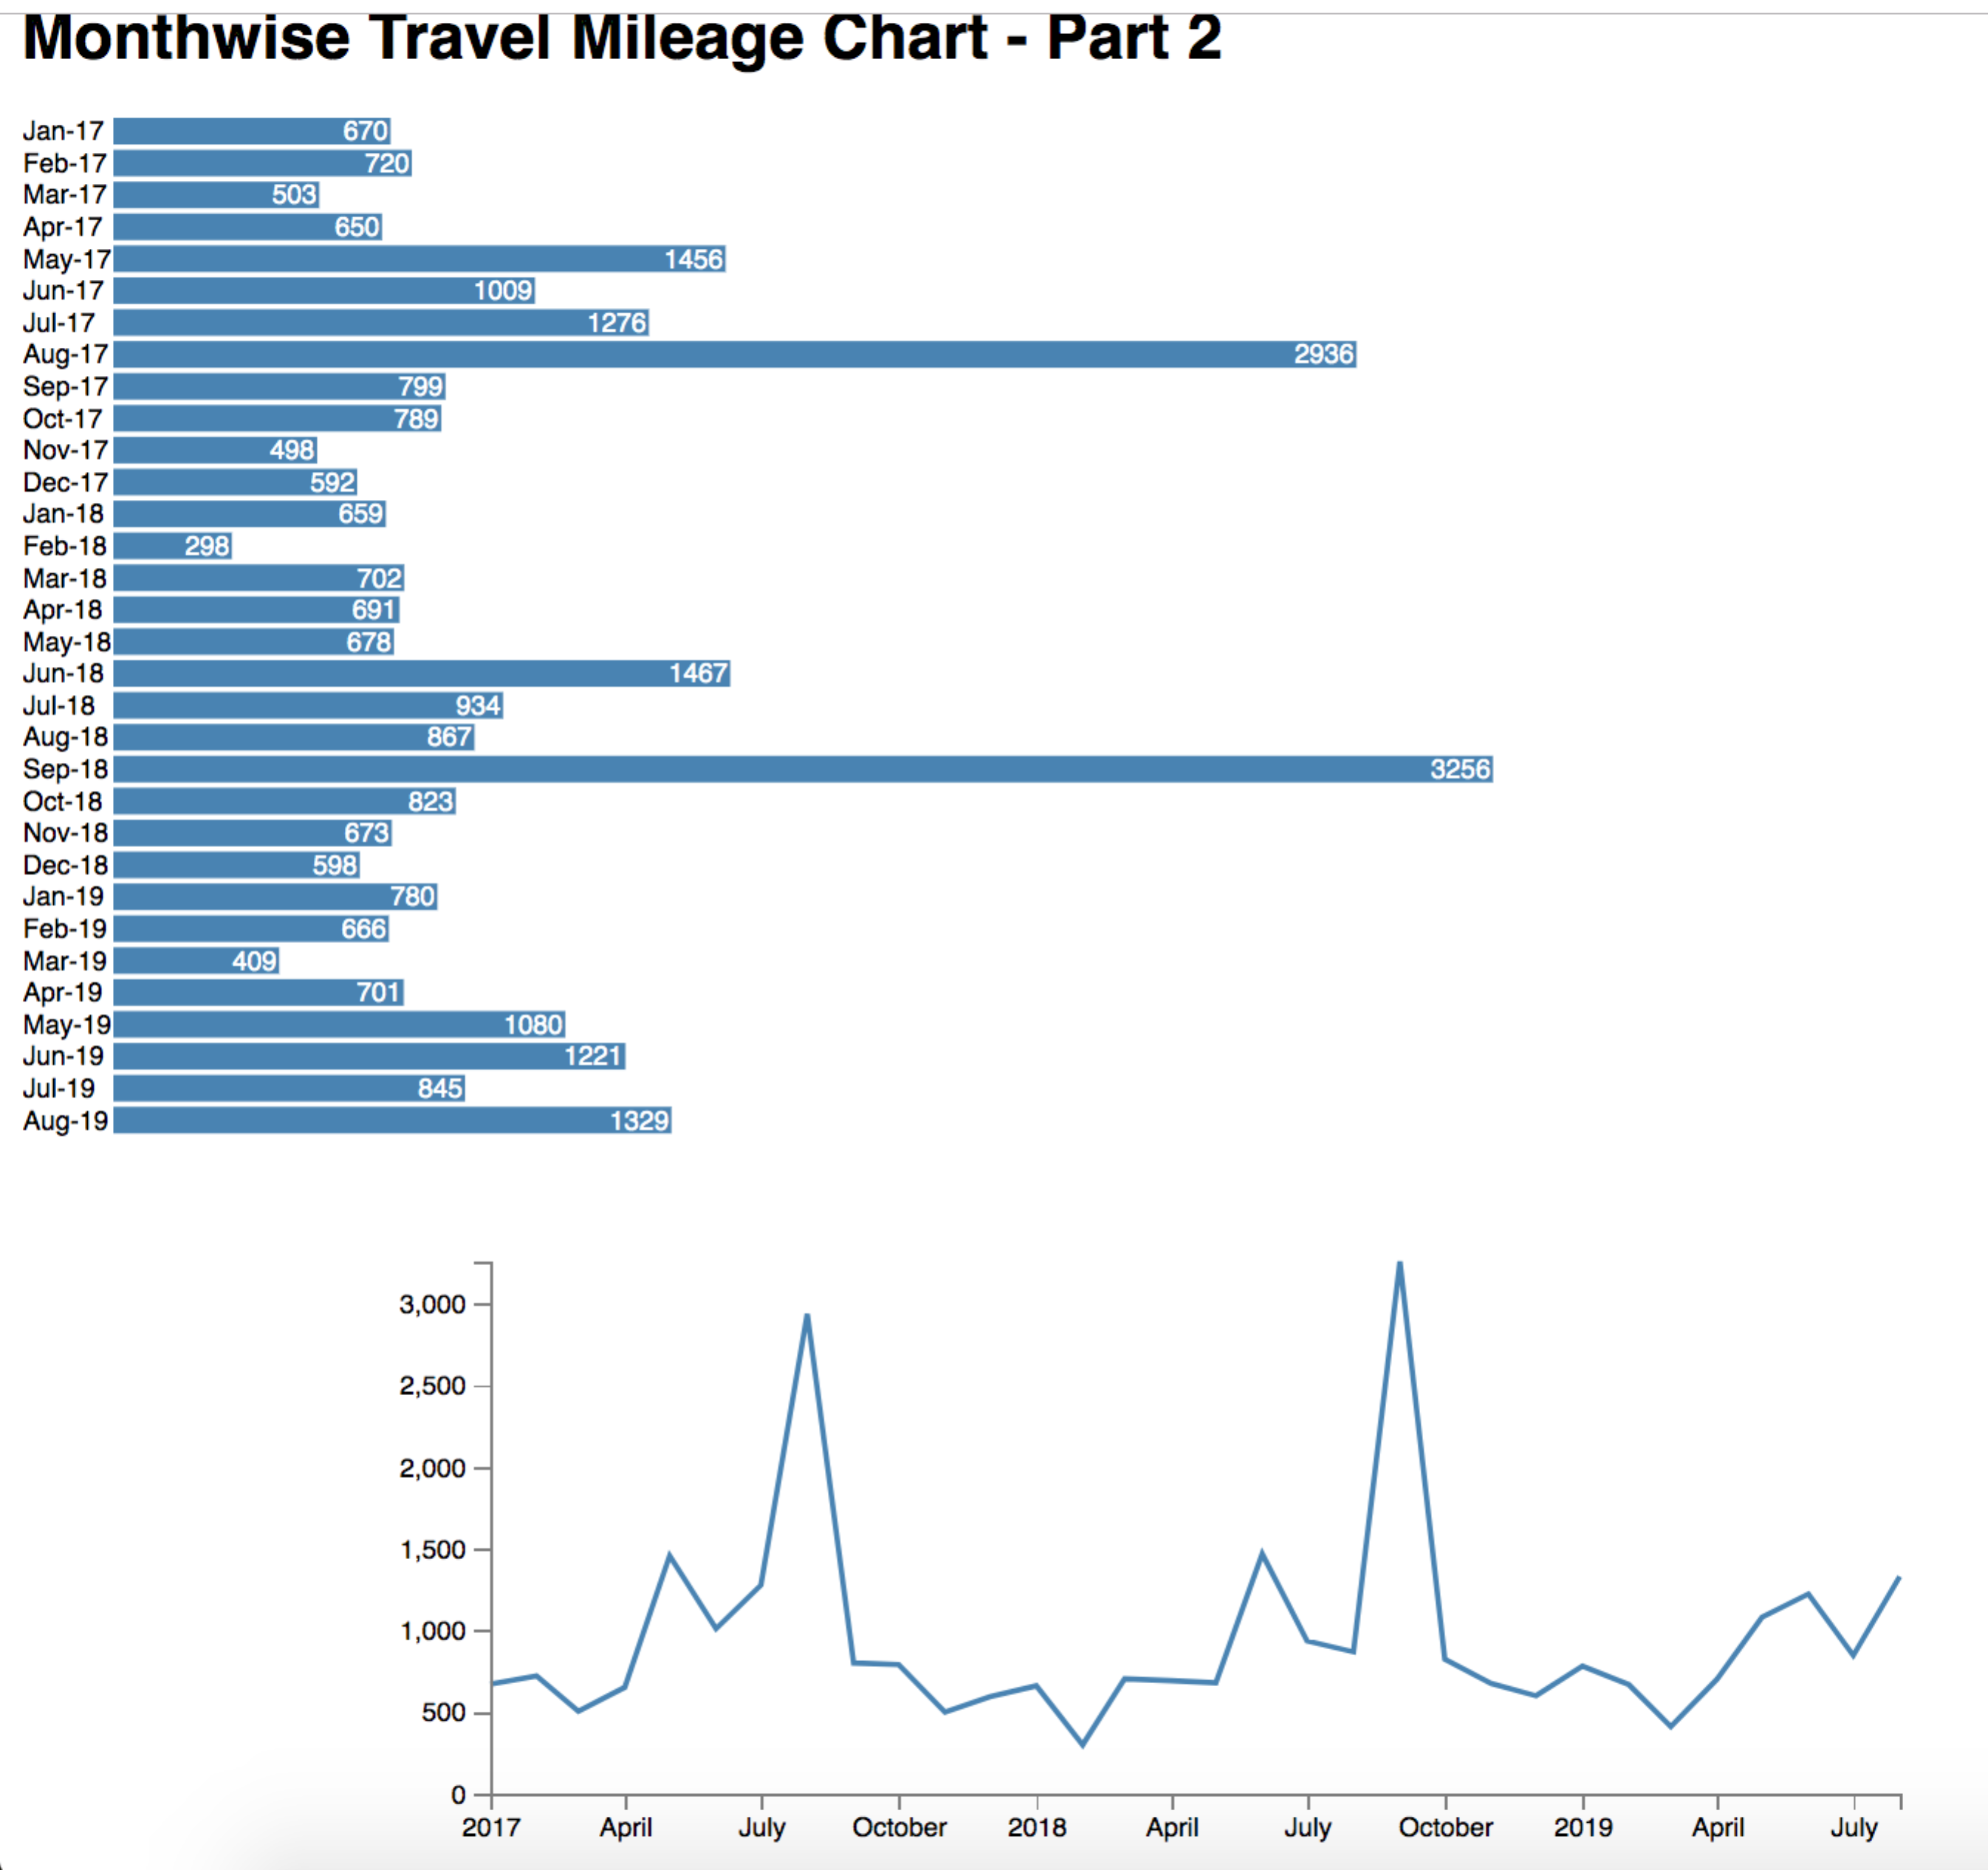 Monthwise Travel Mileage Chart - Part 2
Jan-17 670
Feb-17 720
Mar-17 503
Apr-17 650
May-17 1456
Jun-17 1009
Jul-17 1276
Aug-17 2936
Sep-17 799
Oct-17 789
Nov-17 498
Dec-17 592
Jan-18 659
Feb-18 298
Mar-18 702
Apr-18 691
May-18 678
Jun-18 1467
Jul-18 934
Aug-18 867
Sep-18 3256
Oct-18 823
Nov-18 673
Dec-18 598
Jan-19 780
Feb-19 666
Mar-19 409
Apr-19 701
May-19 1080
Jun-19 1221
Jul-19 845
Aug-19 1329
3,000
2,500
2,000
1,500
1,000
500
0
2017 April July October 2018 April July October 2019 April July